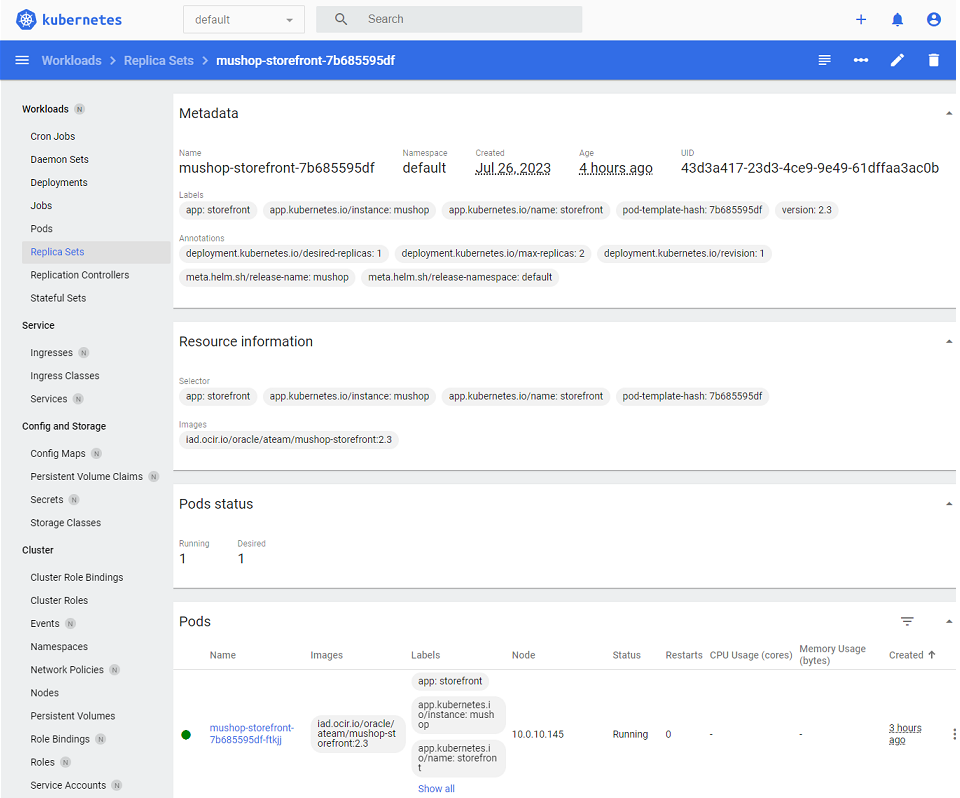 kubernetes
default
Search
Workloads > Replica Sets > mushop-storefront-7b685595df
Workloads N
Cron Jobs
Daemon Sets
Deployments
Jobs
Pods
Replica Sets
Replication Controllers
Stateful Sets
Service
Ingresses N
Ingress Classes
Services N
Config and Storage
Config Maps N
Persistent Volume Claims N
Secrets N
Storage Classes
Cluster
Cluster Role Bindings
Cluster Roles
Events N
Namespaces
Network Policies N
Nodes
Persistent Volumes
Role Bindings N
Roles N
Service Accounts N
Metadata
Name Namespace Created Age UID
mushop-storefront-7b685595df default Jul 26, 2023 4 hours ago 43d3a417-23d3-4ce9-9e49-61dffaa3ac0b
Labels
app: storefront app.kubernetes.io/instance: mushop app.kubernetes.io/name: storefront pod-template-hash: 7b685595df version: 2.3
Annotations
deployment.kubernetes.io/desired-replicas: 1 deployment.kubernetes.io/max-replicas: 2 deployment.kubernetes.io/revision: 1
meta.helm.sh/release-name: mushop meta.helm.sh/release-namespace: default
Resource information
Selector
app: storefront app.kubernetes.io/instance: mushop app.kubernetes.io/name: storefront pod-template-hash: 7b685595df
Images
iad.ocir.io/oracle/ateam/mushop-storefront:2.3
Pods status
Running Desired
1 1
Pods
Name Images Labels Node Status Restarts CPU Usage (cores) Memory Usage
(bytes) Created
mushop-storefront-
7b685595df-ftkjj
iad.ocir.io/oracle/
ateam/mushop-st
orefront:2.3
app: storefront
app.kubernetes.i
o/instance: mush
op
app.kubernetes.i
o/name: storefron
t
Show all
10.0.10.145
Running
0
-
-
3 hours
ago